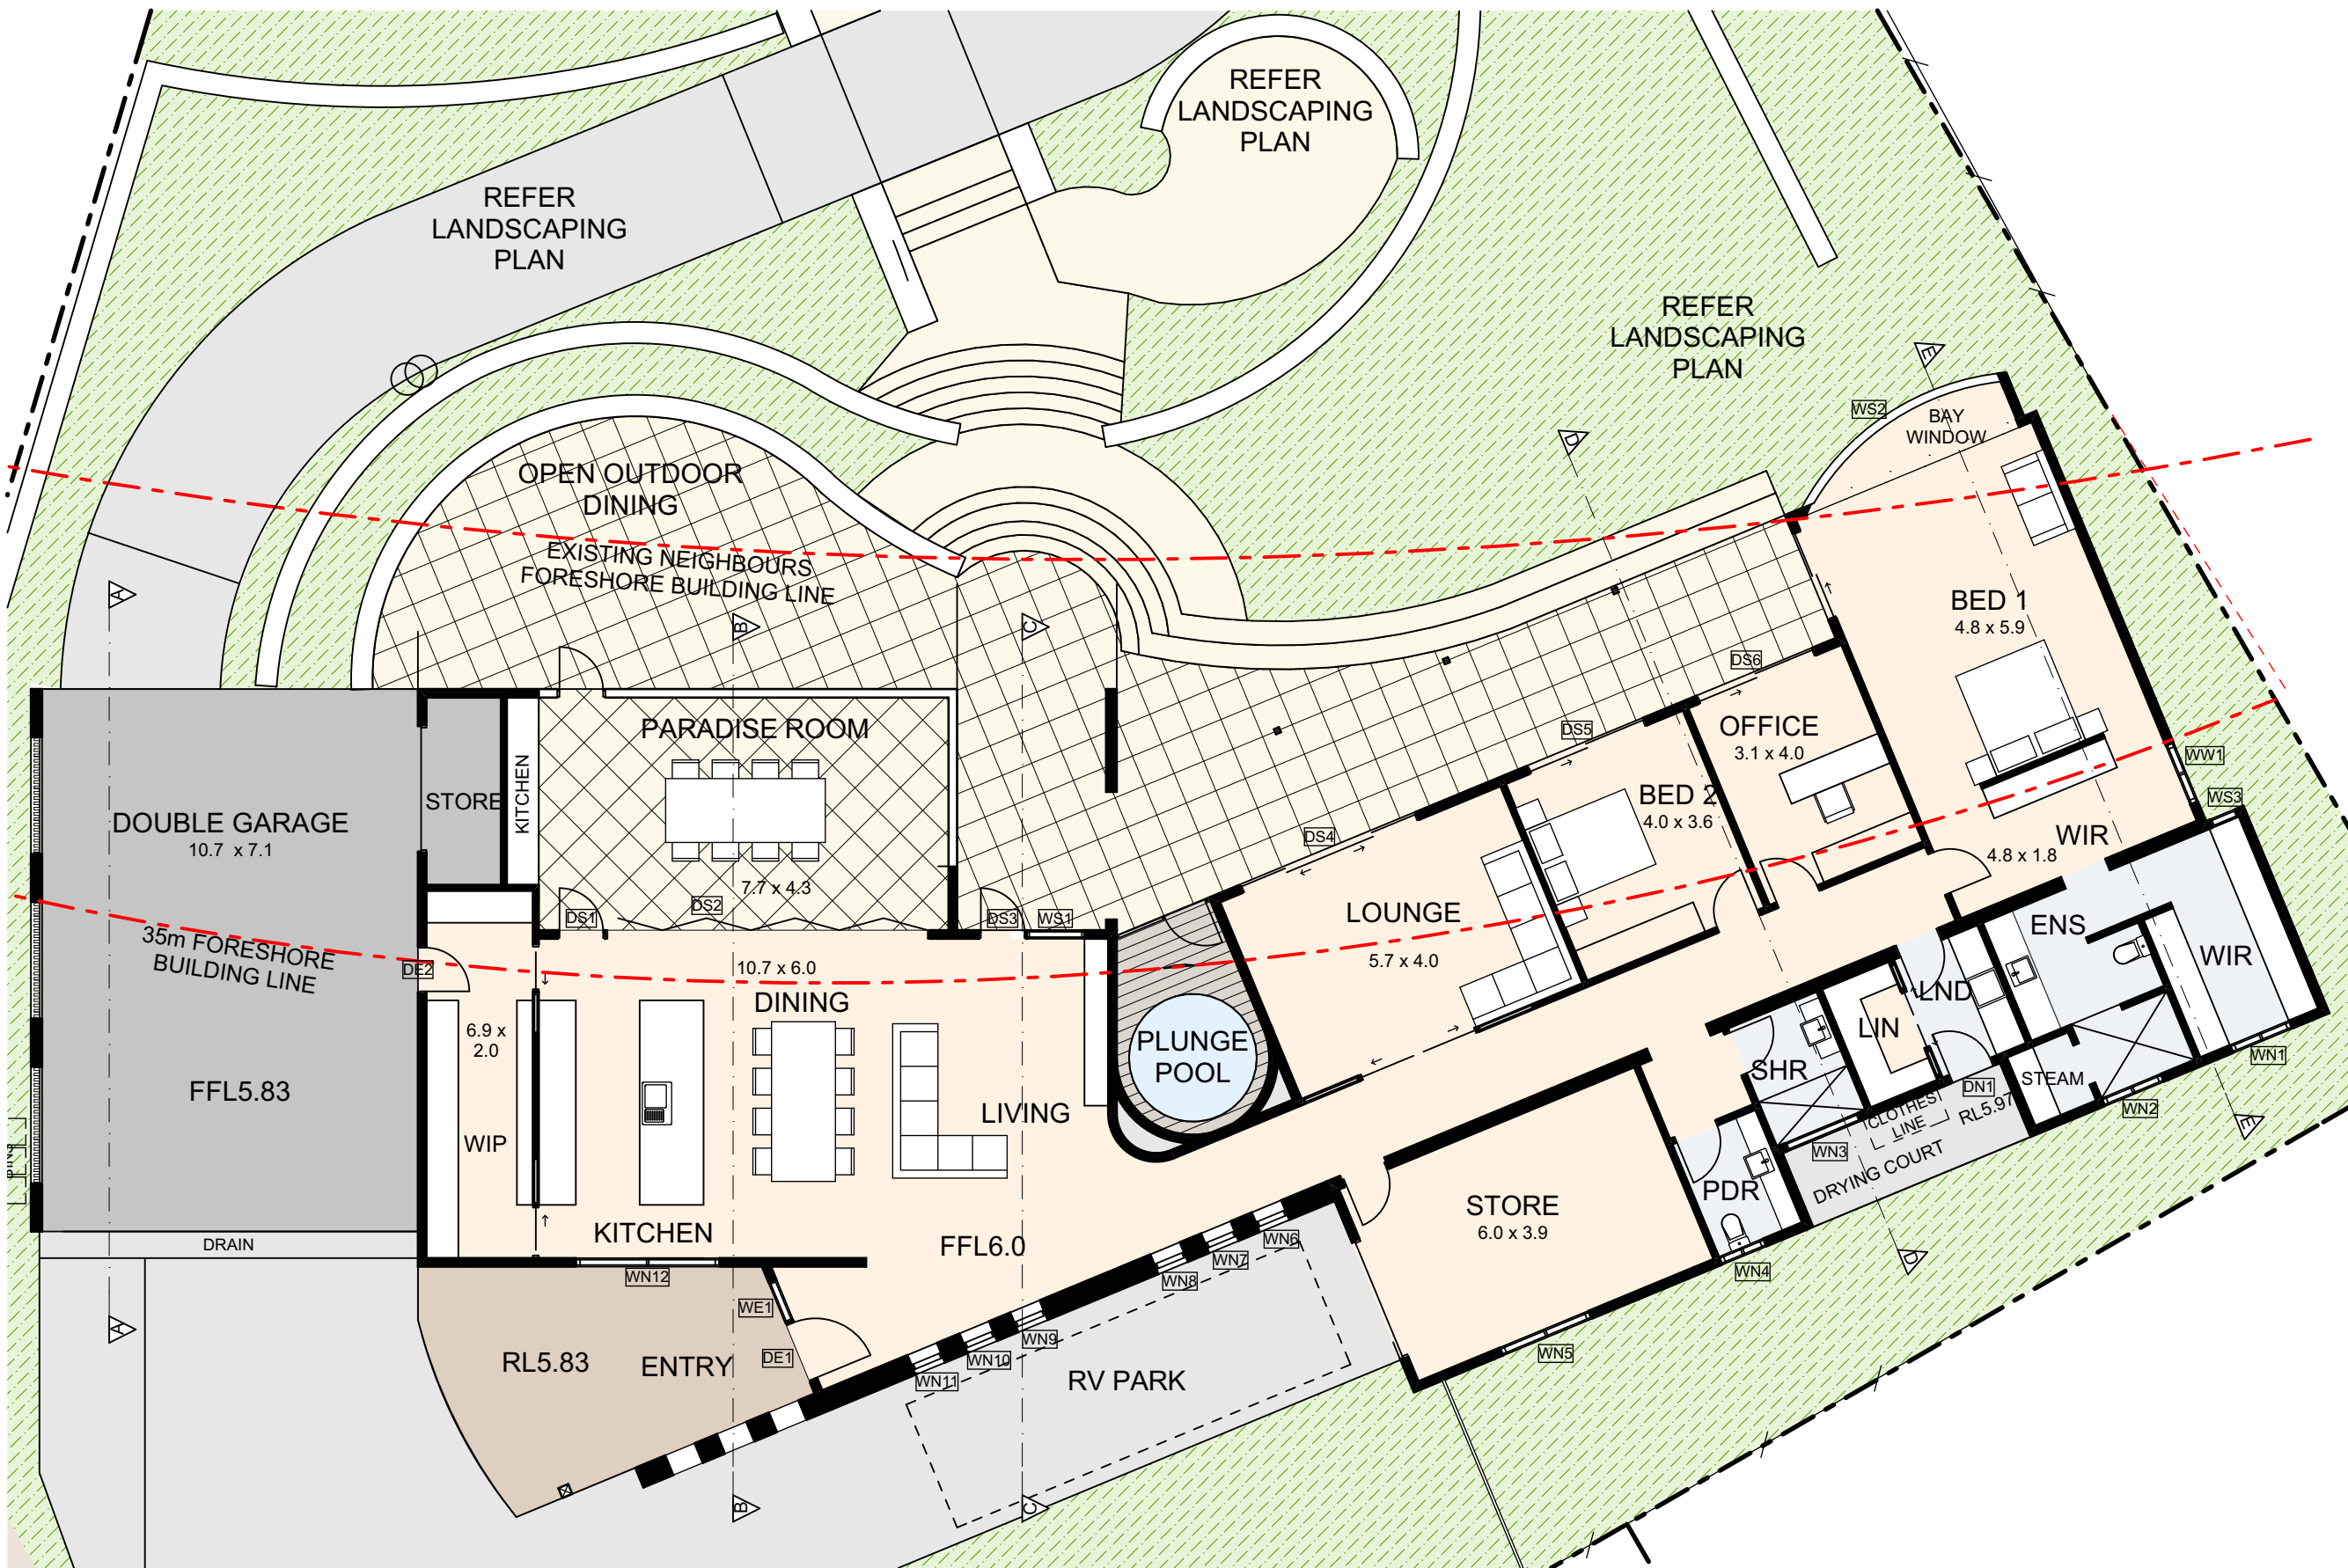 REFER
LANDSCAPING
PLAN
REFER
LANDSCAPING
PLAN
REFER
LANDSCAPING
PLAN
E
WS2
BAY
WINDOW
D
OPEN OUTDOOR
DINING
EXISTING NEIGHBOURS
FORESHORE BUILDING LINE
A
B
C
BED 1
4.8 x 5.9
DS6
DS5
OFFICE
3.1 x 4.0
PARADISE ROOM
7.7 x 4.3
KITCHEN
STORE
DOUBLE GARAGE
10.7 x 7.1
WW1
WS3
BED 2
4.0 x 3.6
DS4
WIR
4.8 x 1.8
DS1
DS2
DS3
WS1
LOUNGE
5.7 x 4.0
ENS
WIR
35m FORESHORE
BUILDING LINE
DE2
10.7 x 6.0
DINING
LND
LIN
6.9 x
2.0
PLUNGE
POOL
SHR
STEAM
WN1
DN1
WN2
FFL5.83
LIVING
CLOTHES
LINE
RL5.97
E
WIP
WN3
DRYING COURT
PDR
STORE
6.0 x 3.9
KITCHEN
FFL6.0
DRAIN
WN12
WN6
WN7
WN8
WN4
D
WE1
DE1
WN9
WN10
WN11
WN5
A
RL5.83
ENTRY
RV PARK
B
C